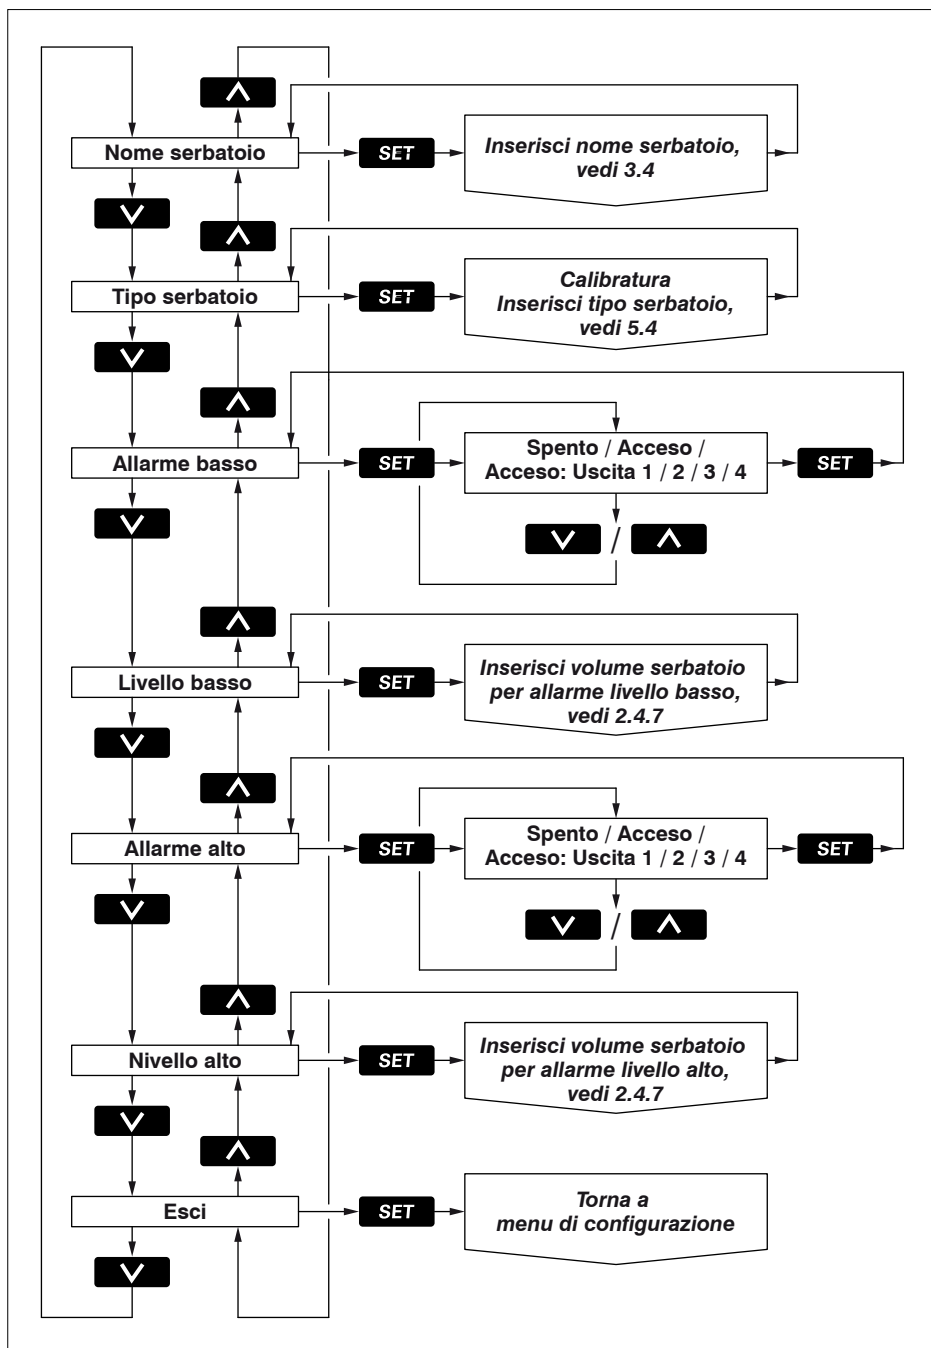 Nome serbatoio
SET
Inserisci nome serbatoio,
vedi 3.4
Tipo serbatoio
SET
Calibratura
Inserisci tipo serbatoio,
vedi 5.4
Allarme basso
SET
Spento / Acceso /
Acceso: Uscita 1 / 2 / 3 / 4
SET
/
Livello basso
SET
Inserisci volume serbatoio
per allarme livello basso,
vedi 2.4.7
Allarme alto
SET
Spento / Acceso /
Acceso: Uscita 1 / 2 / 3 / 4
SET
/
Nivello alto
SET
Inserisci volume serbatoio
per allarme livello alto,
vedi 2.4.7
Esci
SET
Torna a
menu di configurazione